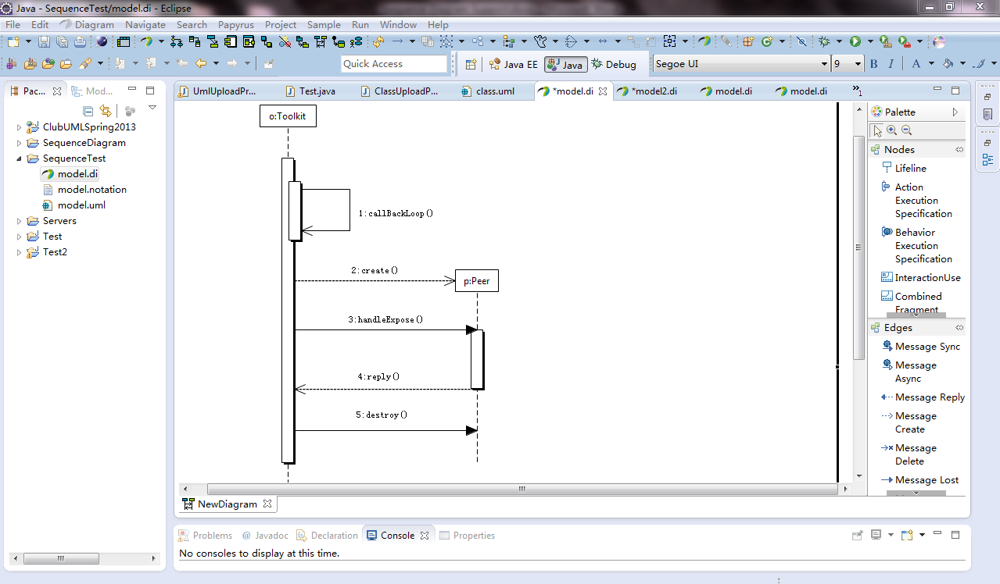 Java - SequenceTest/model.di - Eclipse
File Edit Diagram Navigate Search Papyrus Project Sample Run Window Help
Quick Access
Java EE
Java
Debug
Segoe UI
9
B I A
Pac...
Mod...
UmlUploadPr...
Test.java
ClassUploadP...
class.uml
*model.di
*model2.di
model.di
model.di
»1
ClubUMLSpring2013
SequenceDiagram
SequenceTest
model.di
model.notation
model.uml
Servers
Test
Test2
o:Toolkit
1:callBackLoop()
2:create()
p:Peer
3:handleExpose()
4:reply()
5:destroy()
NewDiagram
Palette
Nodes
Lifeline
Action
Execution
Specification
Behavior
Execution
Specification
InteractionUse
Combined
Fragment
Edges
Message Sync
Message
Async
Message Reply
Message
Create
Message
Delete
Message Lost
Problems
@ Javadoc
Declaration
Console
Properties
No consoles to display at this time.